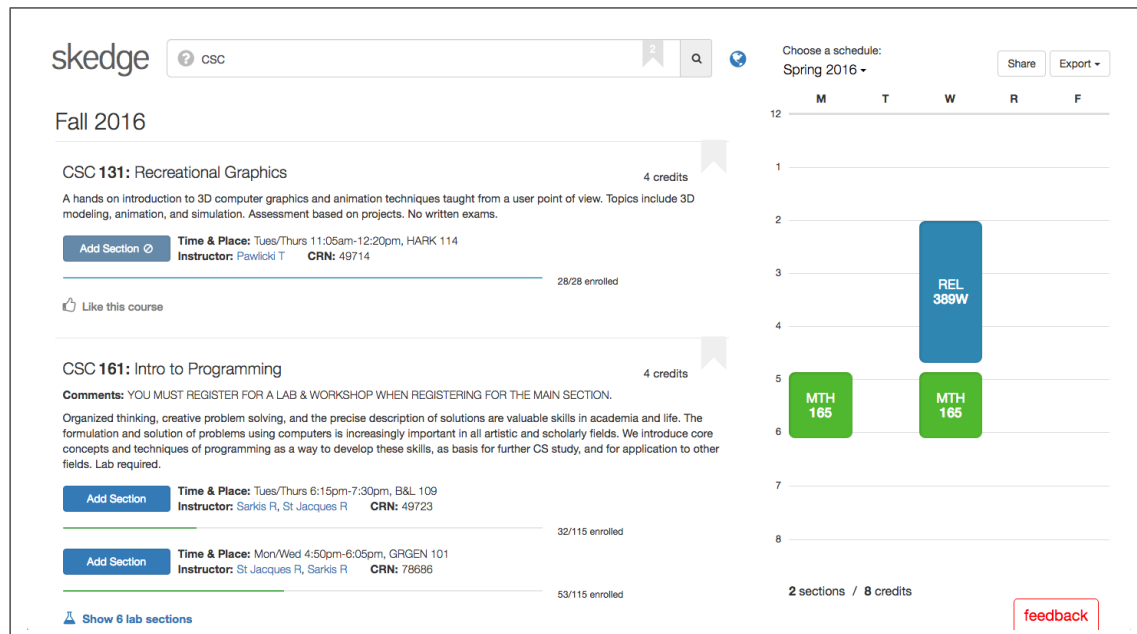 skedge
? CSC
2
Choose a schedule:
Spring 2016
Share
Export
Fall 2016
CSC 131: Recreational Graphics
4 credits
A hands on introduction to 3D computer graphics and animation techniques taught from a user point of view. Topics include 3D
modeling, animation, and simulation. Assessment based on projects. No written exams.
Add Section
Time & Place: Tues/Thurs 11:05am-12:20pm, HARK 114
Instructor: Pawlicki T CRN: 49714
28/28 enrolled
Like this course
CSC 161: Intro to Programming
4 credits
Comments: YOU MUST REGISTER FOR A LAB & WORKSHOP WHEN REGISTERING FOR THE MAIN SECTION.
Organized thinking, creative problem solving, and the precise description of solutions are valuable skills in academia and life. The
formulation and solution of problems using computers is increasingly important in all artistic and scholarly fields. We introduce core
concepts and techniques of programming as a way to develop these skills, as basis for further CS study, and for application to other
fields. Lab required.
Add Section
Time & Place: Tues/Thurs 6:15pm-7:30pm, B&L 109
Instructor: Sarkis R, St Jacques R CRN: 49723
32/115 enrolled
Add Section
Time & Place: Mon/Wed 4:50pm-6:05pm, GRGEN 101
Instructor: St Jacques R, Sarkis R CRN: 78686
53/115 enrolled
Show 6 lab sections
M T W R F
12
1
2
3
REL
389W
4
5
MTH
165
MTH
165
6
7
8
2 sections / 8 credits
feedback